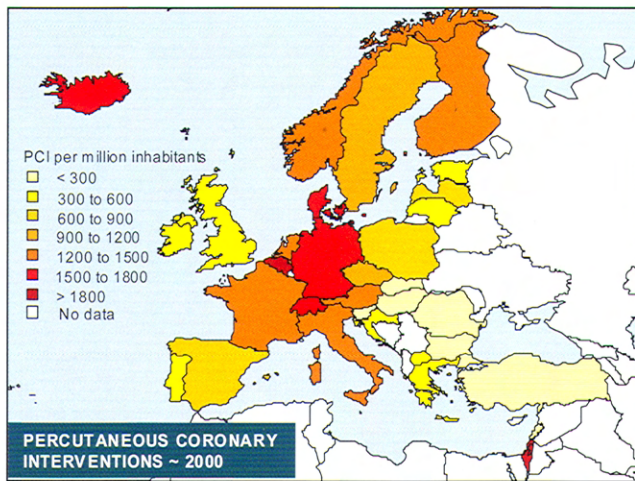 PCI per million inhabitants
< 300
300 to 600
600 to 900
900 to 1200
1200 to 1500
1500 to 1800
> 1800
No data
PERCUTANEOUS CORONARY
INTERVENTIONS ~ 2000